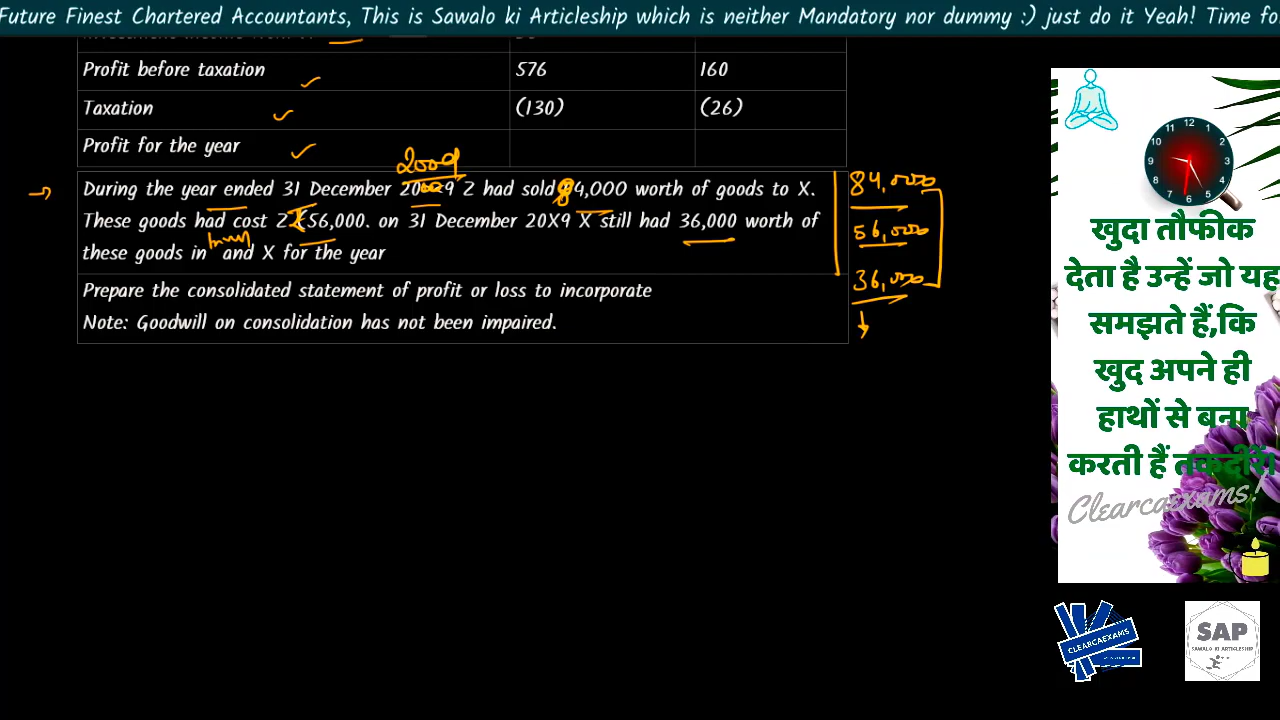 Future Finest Chartered Accountants, This is Sawalo ki Articleship which is neither Mandatory nor dummy :) just do it Yeah! Time fo
Profit before taxation 576 160
Taxation (130) (26)
Profit for the year
2009
During the year ended 31 December 20X9 Z had sold 84,000 worth of goods to X.
These goods had cost Z 56,000. on 31 December 20X9 X still had 36,000 worth of
these goods in and X for the year
Prepare the consolidated statement of profit or loss to incorporate
Note: Goodwill on consolidation has not been impaired.
84,000
56,000
36,000
खुदा तौफीक
देता है उन्हें जो यह
समझते हैं,कि
खुद अपने ही
हाथों से बना
करती हैं तकदीरें।
Clearcaexams!
CLEARCAEXAMS
SAP
SAWALO KI ARTICLESHIP